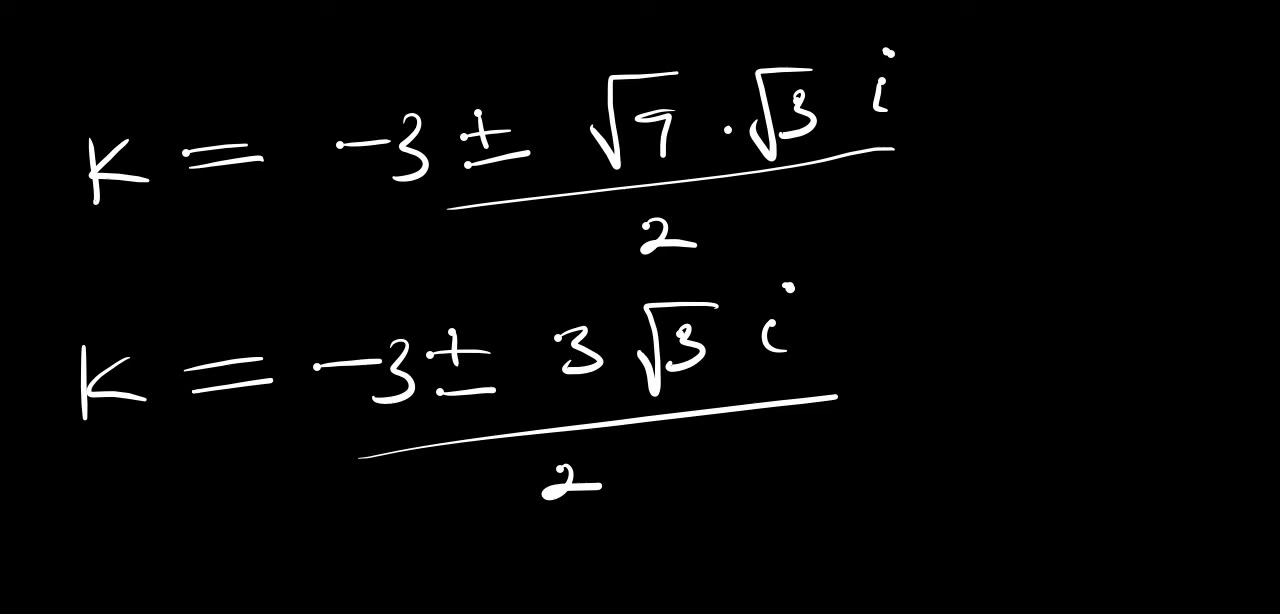 K = -3 ± √9 · √3 i / 2
K = -3 ± 3 √3 i / 2